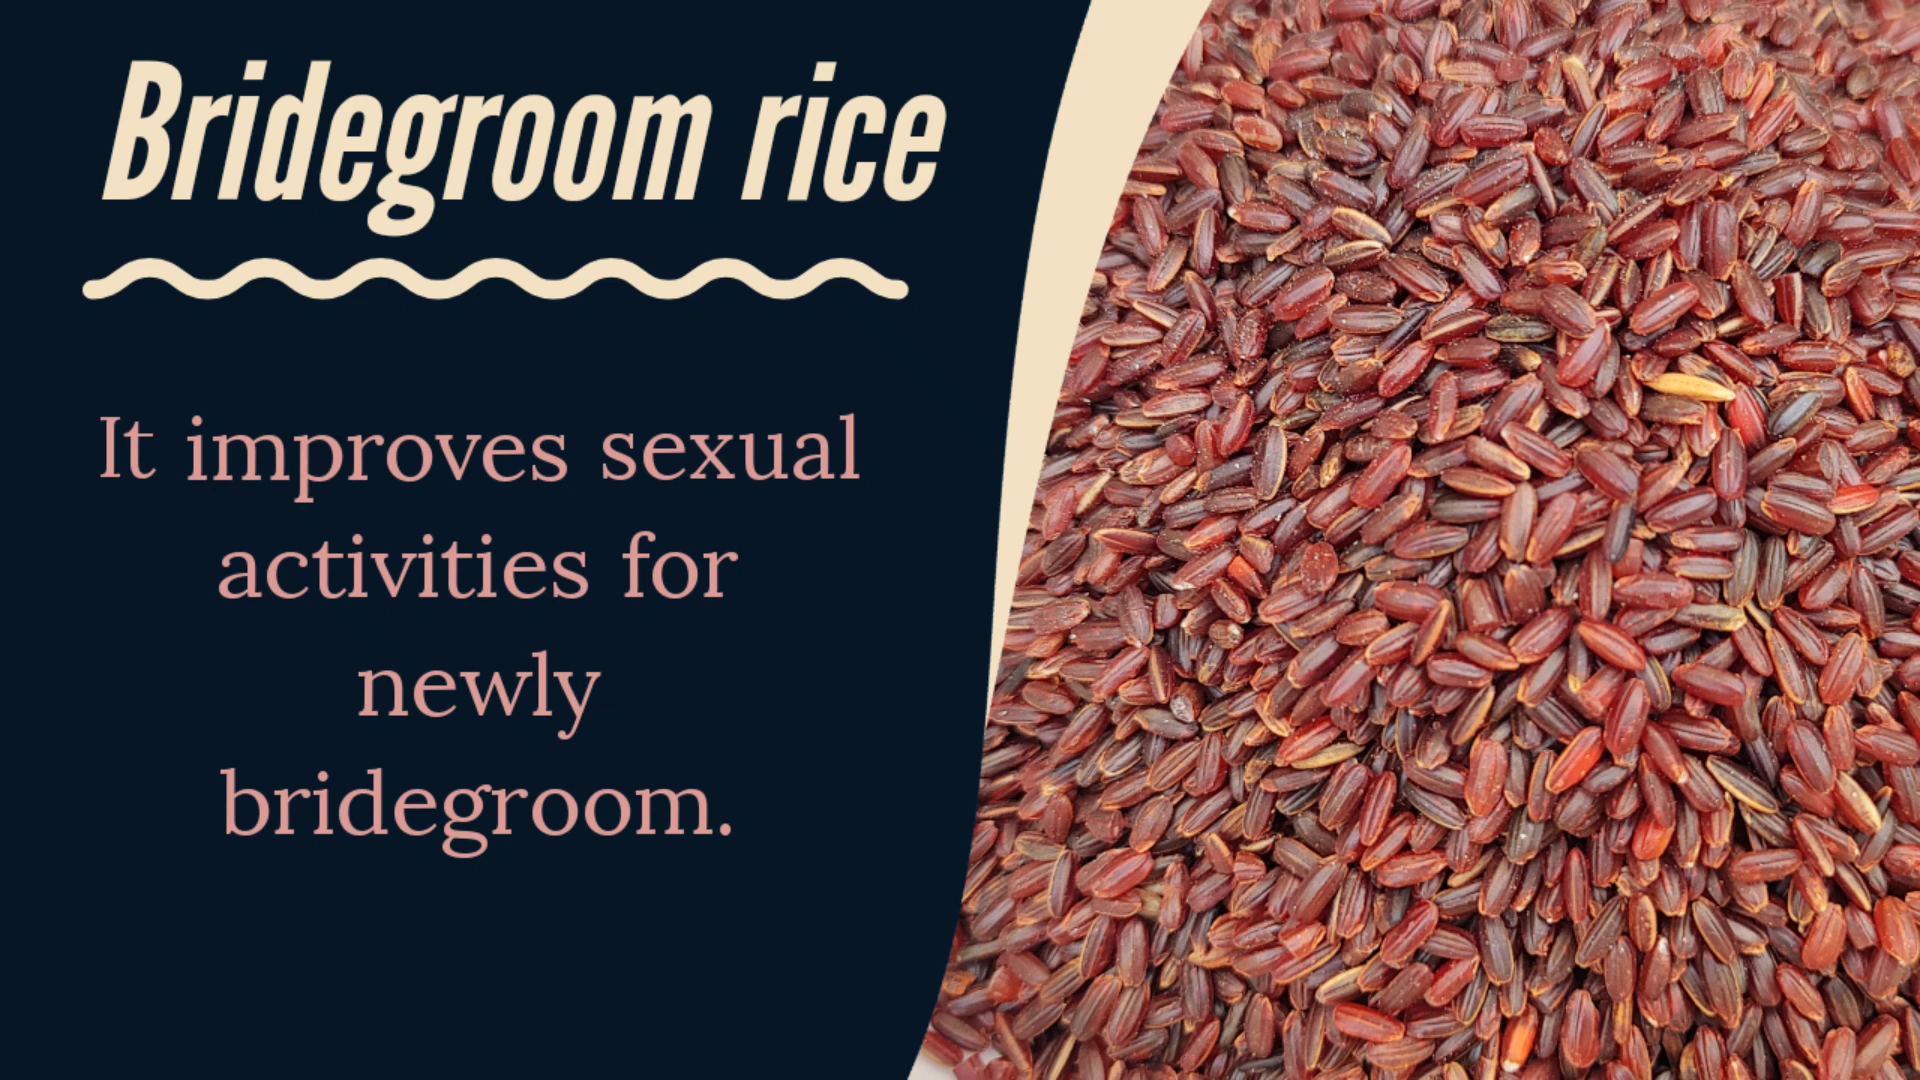 Bridegroom rice
It improves sexual
activities for
newly
bridegroom.